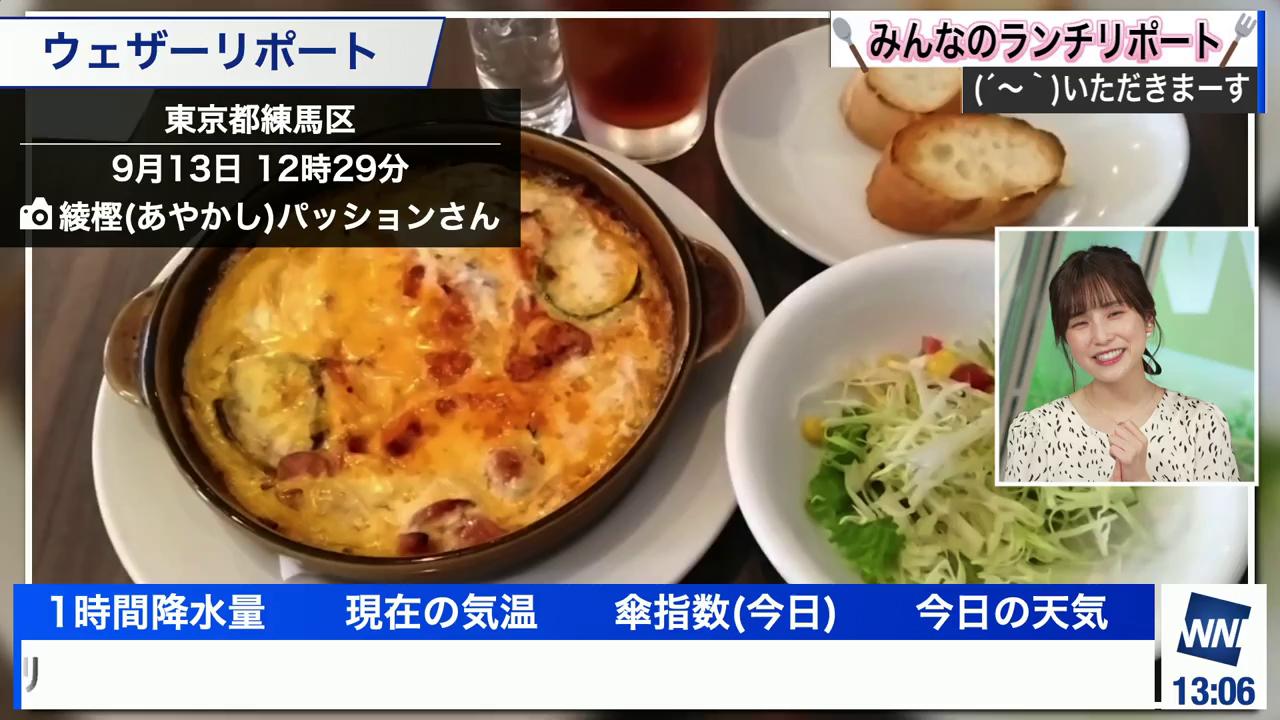 ウェザーリポート
みんなのランチリポート
(´～｀)いただきまーす
東京都練馬区
9月13日 12時29分
綾樫(あやかし)パッションさん
1時間降水量 現在の気温 傘指数(今日) 今日の天気
リ
WNI
13:06